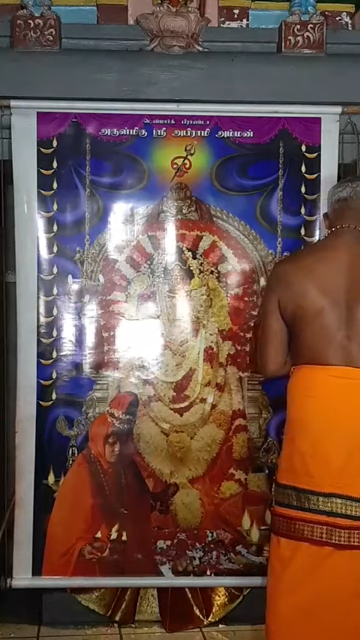 டென்மார்க் பிராண்டா
அருள்மிகு ஸ்ரீ அபிராமி அம்மன்